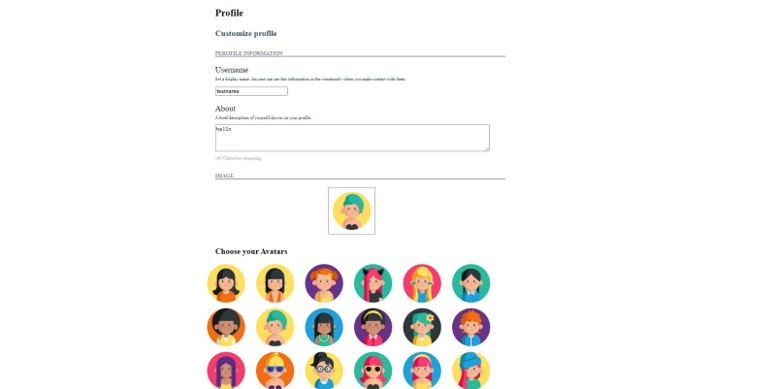 Profile
Customize profile
PEROFILE INFORMATION
Username
Set a display name. Anyone can see this information in the community when you make contact with them.
testname
About
A brief description of yourself shown on your profile.
hello
Characters remaining
IMAGE
Choose your Avatars